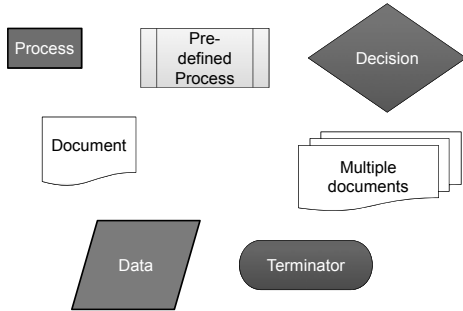 Process
Pre-
defined
Process
Decision
Document
Multiple
documents
Data
Terminator